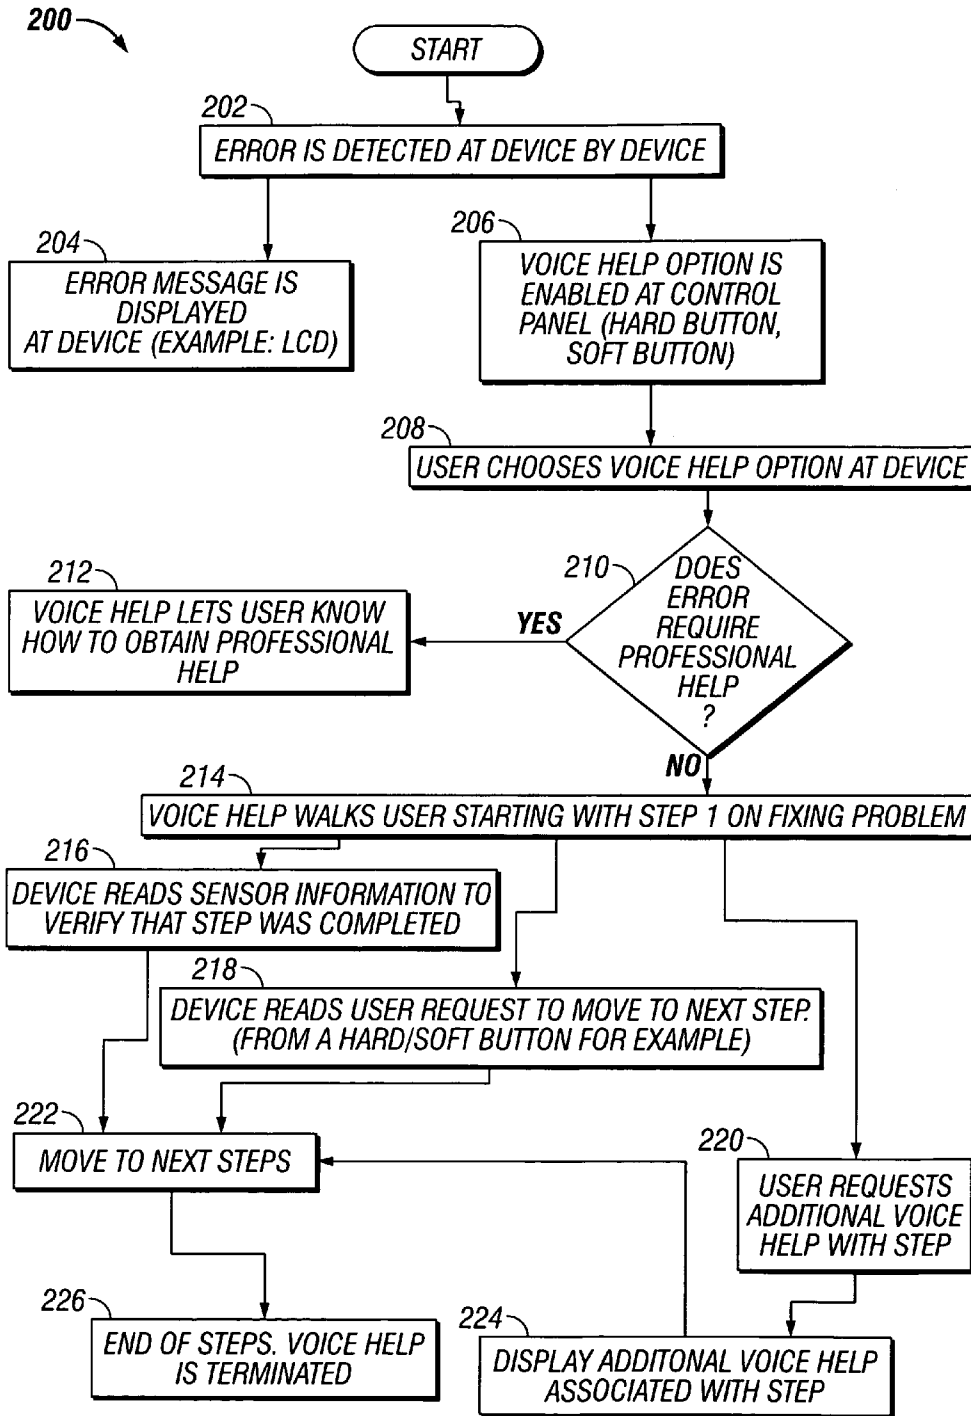 200
START
202
ERROR IS DETECTED AT DEVICE BY DEVICE
204
ERROR MESSAGE IS
DISPLAYED
AT DEVICE (EXAMPLE: LCD)
206
VOICE HELP OPTION IS
ENABLED AT CONTROL
PANEL (HARD BUTTON,
SOFT BUTTON)
208
USER CHOOSES VOICE HELP OPTION AT DEVICE
210
DOES
ERROR
REQUIRE
PROFESSIONAL
HELP
?
YES
212
VOICE HELP LETS USER KNOW
HOW TO OBTAIN PROFESSIONAL
HELP
NO
214
VOICE HELP WALKS USER STARTING WITH STEP 1 ON FIXING PROBLEM
216
DEVICE READS SENSOR INFORMATION TO
VERIFY THAT STEP WAS COMPLETED
218
DEVICE READS USER REQUEST TO MOVE TO NEXT STEP.
(FROM A HARD/SOFT BUTTON FOR EXAMPLE)
222
MOVE TO NEXT STEPS
220
USER REQUESTS
ADDITIONAL VOICE
HELP WITH STEP
226
END OF STEPS. VOICE HELP
IS TERMINATED
224
DISPLAY ADDITONAL VOICE HELP
ASSOCIATED WITH STEP